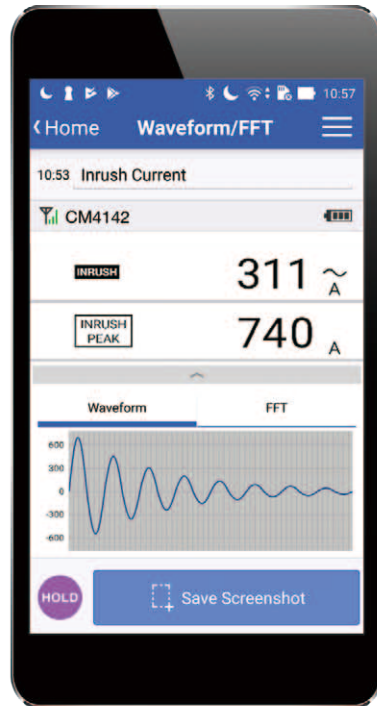 10:57
‹Home Waveform/FFT
10:53 Inrush Current
CM4142
INRUSH 311 ~ A
INRUSH PEAK 740 A
Waveform FFT
600
300
0
-300
-600
HOLD Save Screenshot